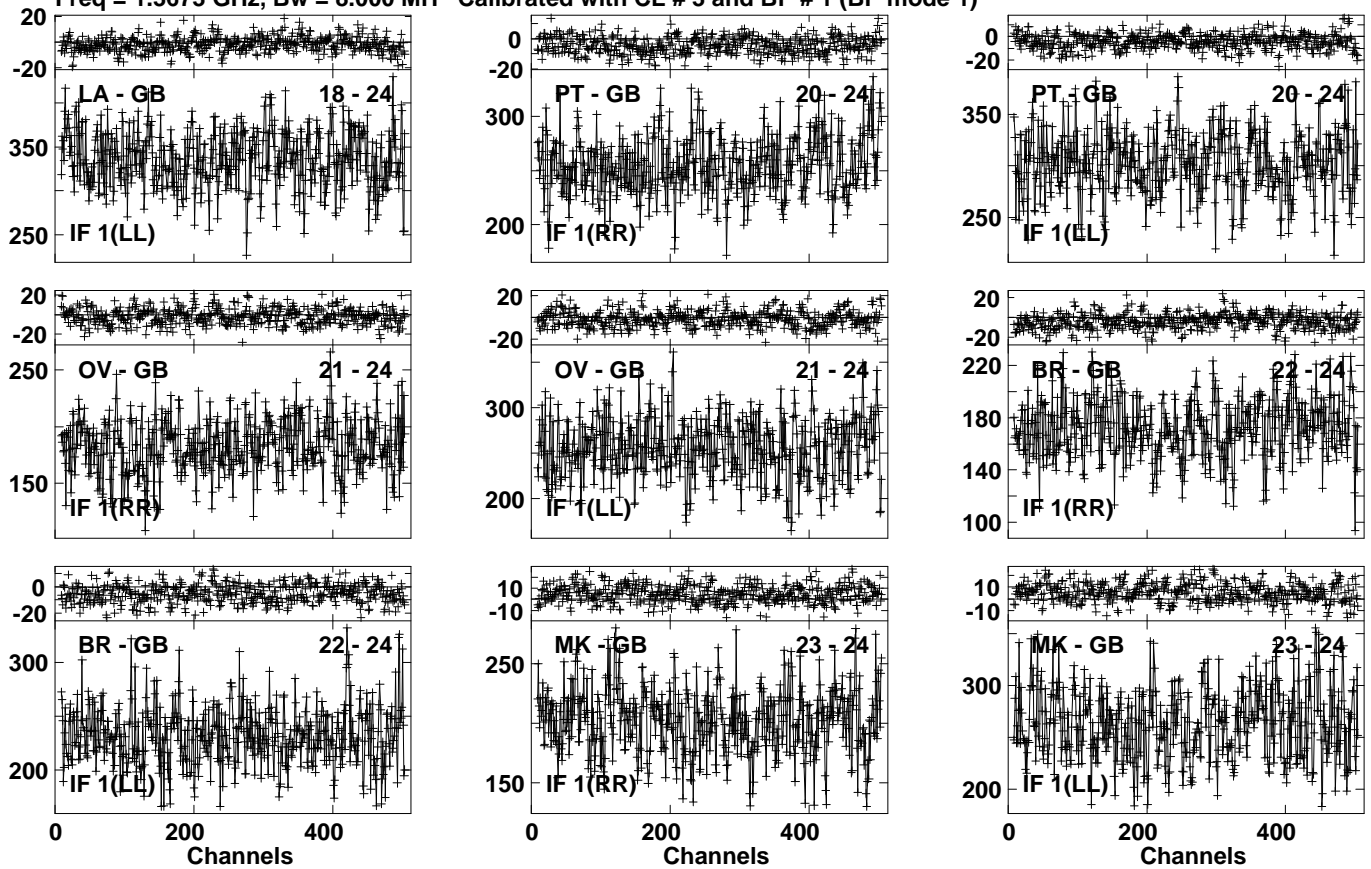 Freq = 1.3675 GHz, Bw = 8.000 MH Calibrated with CL # 3 and BP # 1 (BP mode 1)
20 0 0
0 -20 -20
-20
LA - GB 18 - 24 PT - GB 20 - 24 PT - GB 20 - 24
350 300 350
250 200 250
IF 1(LL) IF 1(RR) IF 1(LL)
20 20 20
0 0 0
-20 -20 -20
OV - GB 21 - 24 OV - GB 21 - 24 BR - GB 22 - 24
250 300 220
150 200 180
140
100
IF 1(RR) IF 1(LL) IF 1(RR)
0 10 10
-20 -10 -10
BR - GB 22 - 24 MK - GB 23 - 24 MK - GB 23 - 24
300 250 300
200 150 200
IF 1(LL) IF 1(RR) IF 1(LL)
0 200 400 0 200 400 0 200 400
Channels Channels Channels